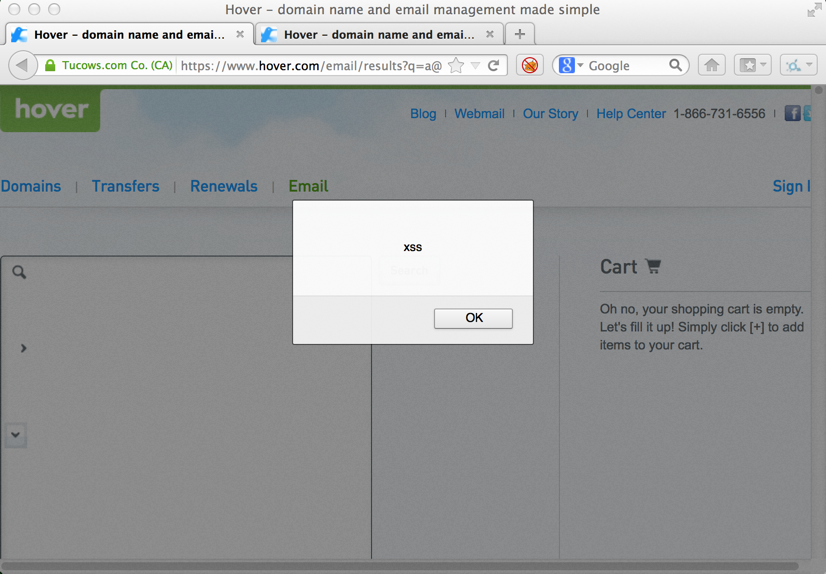 Hover – domain name and email management made simple
Hover – domain name and emai...
Hover – domain name and emai...
Tucows.com Co. (CA)
https://www.hover.com/email/results?q=a@
Google
hover
Blog
Webmail
Our Story
Help Center
1-866-731-6556
Domains
Transfers
Renewals
Email
Sign
xss
OK
Cart
Oh no, your shopping cart is empty.
Let's fill it up! Simply click [+] to add
items to your cart.